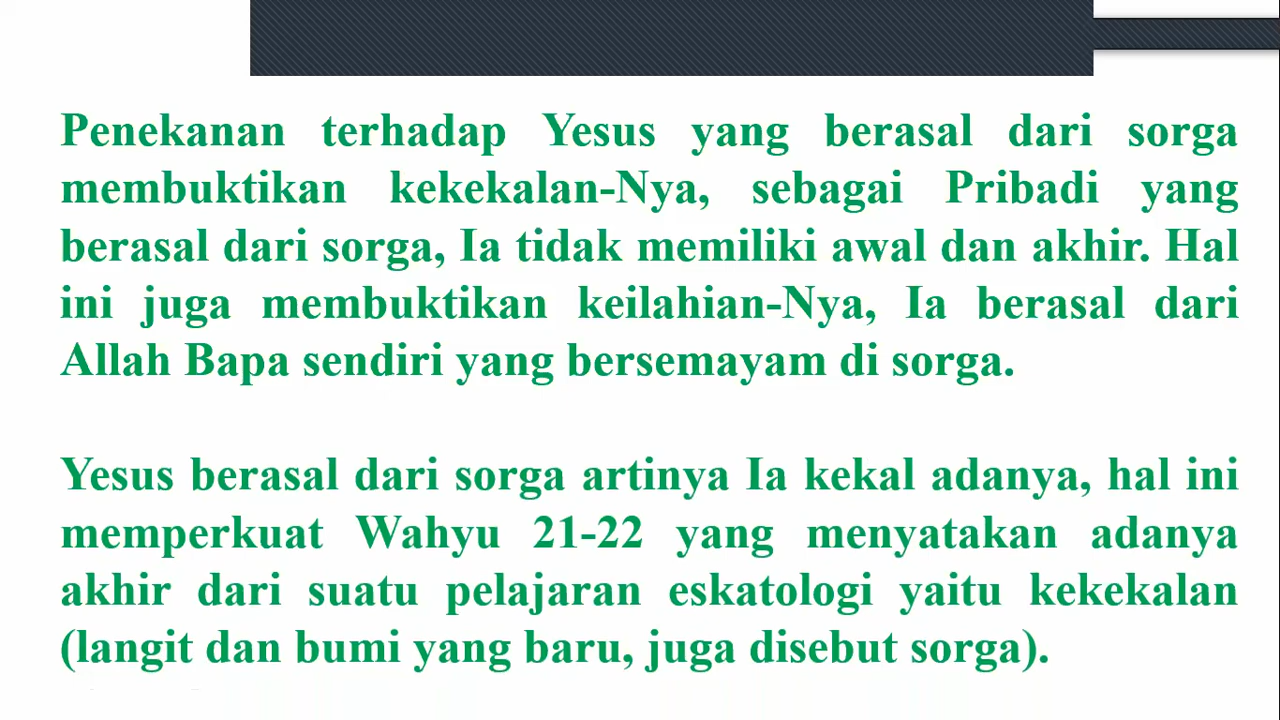 Penekanan terhadap Yesus yang berasal dari sorga
membuktikan kekekalan-Nya, sebagai Pribadi yang
berasal dari sorga, Ia tidak memiliki awal dan akhir. Hal
ini juga membuktikan keilahian-Nya, Ia berasal dari
Allah Bapa sendiri yang bersemayam di sorga.
Yesus berasal dari sorga artinya Ia kekal adanya, hal ini
memperkuat Wahyu 21-22 yang menyatakan adanya
akhir dari suatu pelajaran eskatologi yaitu kekekalan
(langit dan bumi yang baru, juga disebut sorga).